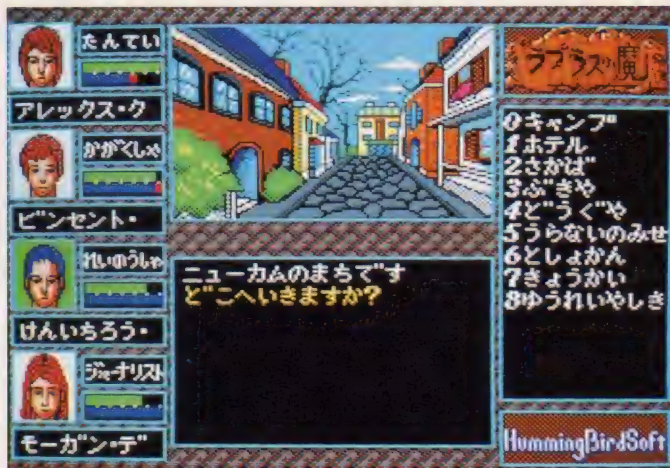 たんてい
アレックス・ク
かがくしゃ
ビンセント・
れいのうしゃ
けんいちろう・
ジャーナリスト
モーガン・デ
ニューカムのまちです
どこへいきますか?
ラプラスの魔
0キャンプ
1ホテル
2さかば
3ぶきや
4どうぐや
5うらないのみせ
6としょかん
7きょうかい
8ゆうれいやしき
HummingBirdSoft